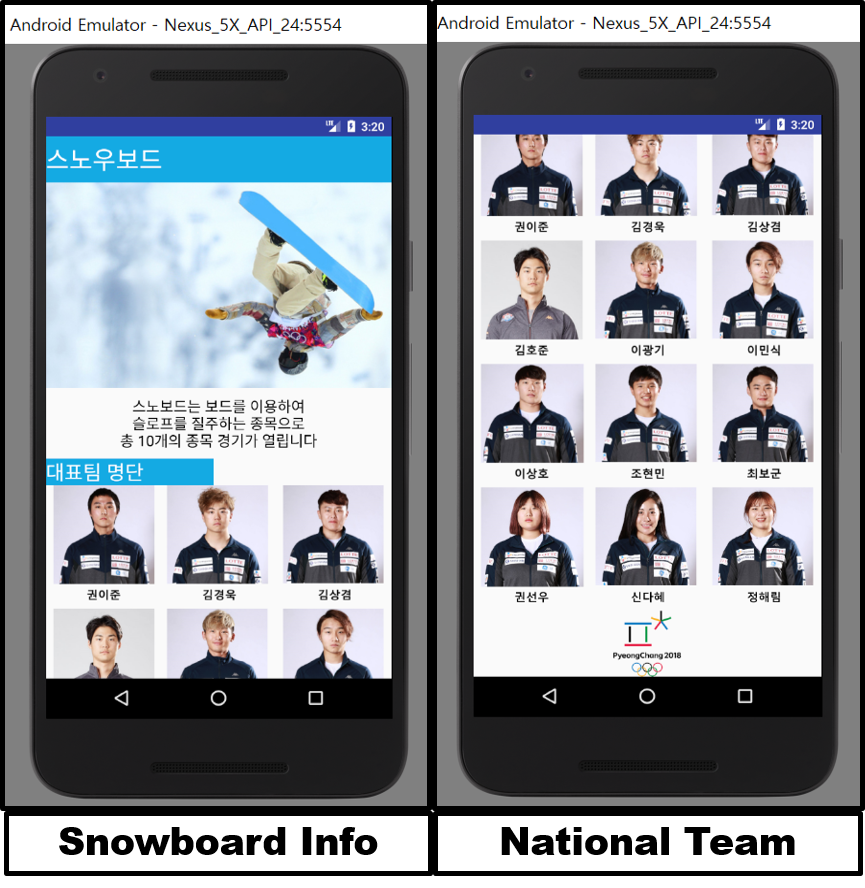 Android Emulator - Nexus_5X_API_24:5554
LTE 3:20
스노우보드
스노보드는 보드를 이용하여
슬로프를 질주하는 종목으로
총 10개의 종목 경기가 열립니다
대표팀 명단
권이준 김경욱 김상겸
Snowboard Info
Android Emulator - Nexus_5X_API_24:5554
LTE 3:20
권이준 김경욱 김상겸
김호준 이광기 이민식
이상호 조현민 최보군
권선우 신다혜 정해림
PyeongChang 2018
National Team